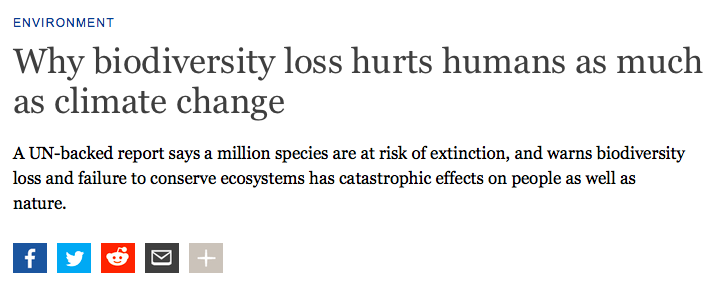 ENVIRONMENT
Why biodiversity loss hurts humans as much
as climate change
A UN-backed report says a million species are at risk of extinction, and warns biodiversity
loss and failure to conserve ecosystems has catastrophic effects on people as well as
nature.